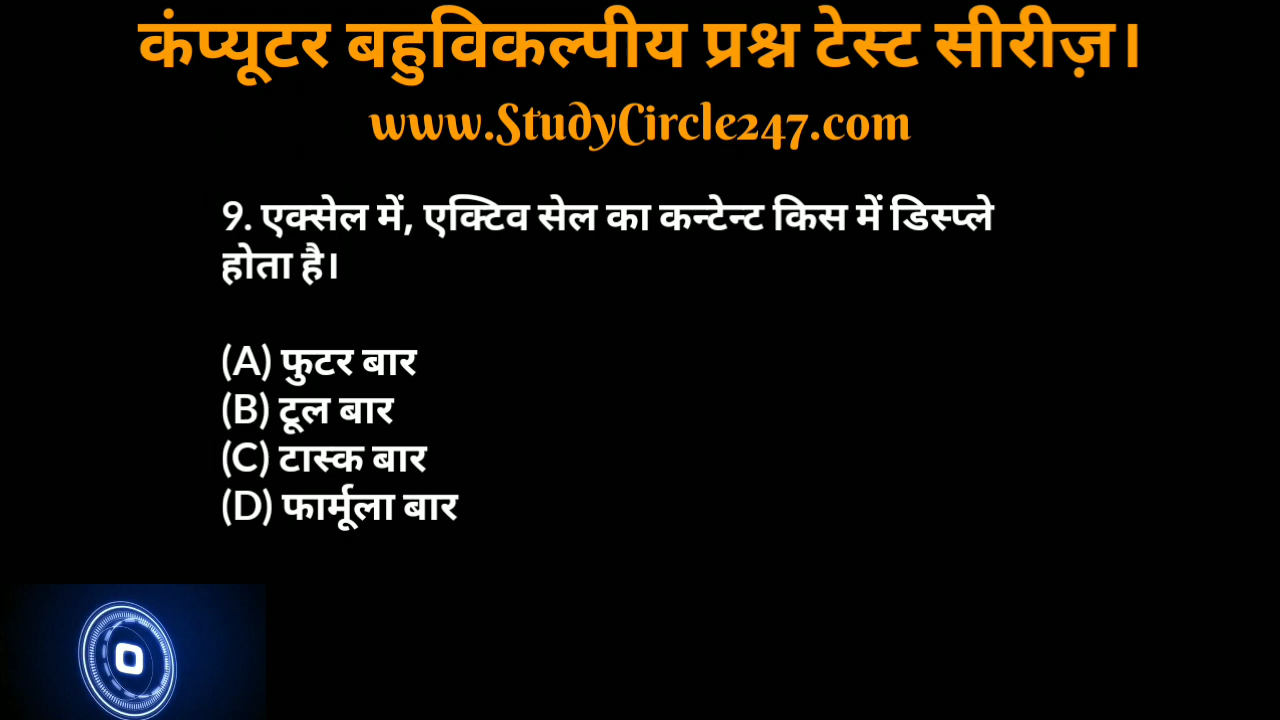 कंप्यूटर बहुविकल्पीय प्रश्न टेस्ट सीरीज़।
www.StudyCircle247.com
9. एक्सेल में, एक्टिव सेल का कन्टेन्ट किस में डिस्प्ले
होता है।
(A) फुटर बार
(B) टूल बार
(C) टास्क बार
(D) फार्मूला बार